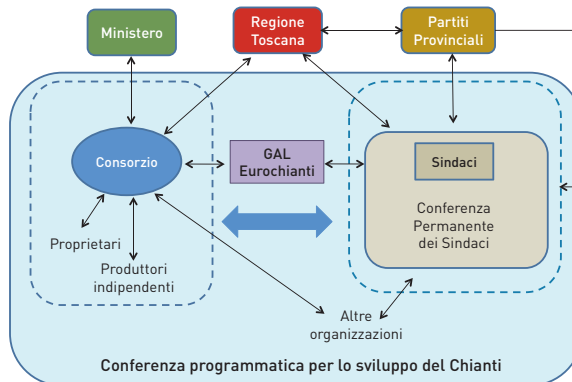 Ministero
Regione
Toscana
Partiti
Provinciali
Consorzio
GAL
Eurochianti
Sindaci
Conferenza
Permanente
dei Sindaci
Proprietari
Produttori
indipendenti
Altre
organizzazioni
Conferenza programmatica per lo sviluppo del Chianti